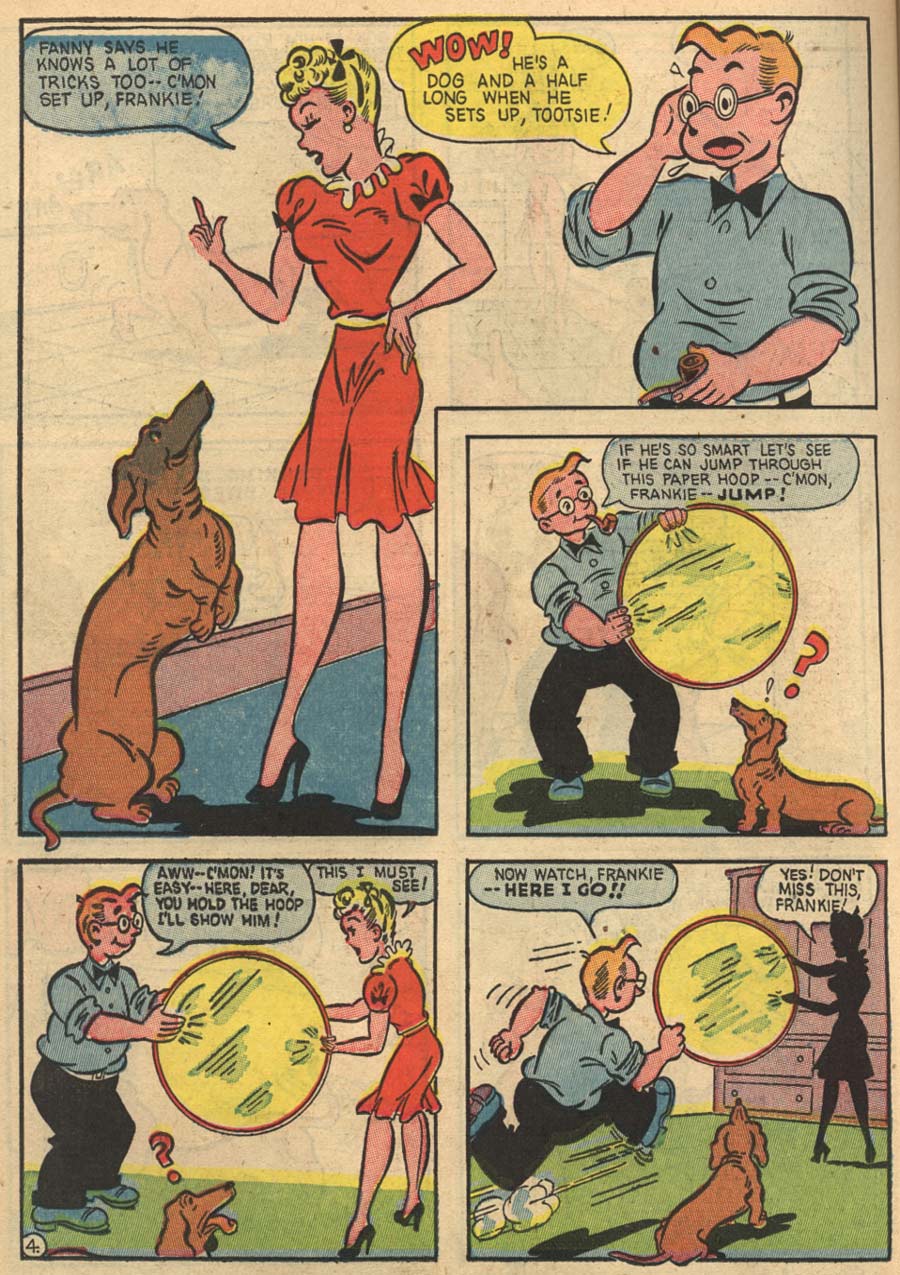 FANNY SAYS HE
KNOWS A LOT OF
TRICKS TOO-- C'MON
SET UP, FRANKIE!
WOW!
HE'S A
DOG AND A HALF
LONG WHEN HE
SETS UP, TOOTSIE!
IF HE'S SO SMART LET'S SEE
IF HE CAN JUMP THROUGH
THIS PAPER HOOP -- C'MON,
FRANKIE -- JUMP!
! ?
AWW--C'MON! IT'S
EASY--HERE, DEAR,
YOU HOLD THE HOOP
I'LL SHOW HIM!
THIS I MUST
SEE!
?
NOW WATCH, FRANKIE
-- HERE I GO!!
YES! DON'T
MISS THIS,
FRANKIE!
4.